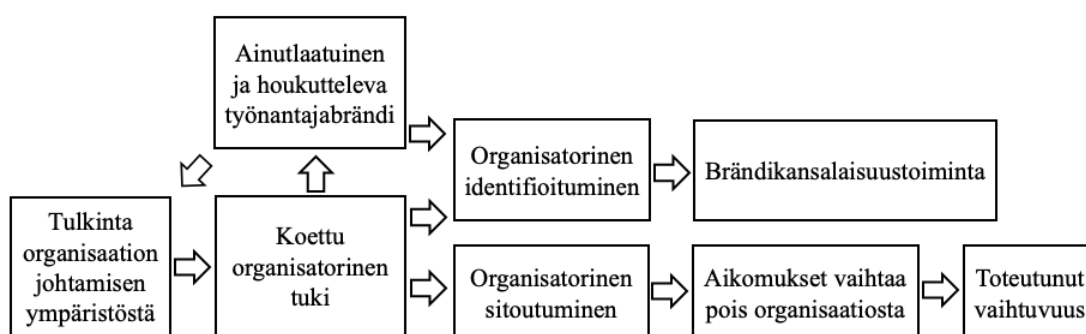 Ainutlaatuinen
ja houkutteleva
työnantajabrändi
Organisatorinen
identifioituminen
Brändikansalaisuustoiminta
Tulkinta
organisaation
johtamisen
ympäristöstä
Koettu
organisatorinen
tuki
Organisatorinen
sitoutuminen
Aikomukset vaihtaa
pois organisaatiosta
Toteutunut
vaihtuvuus